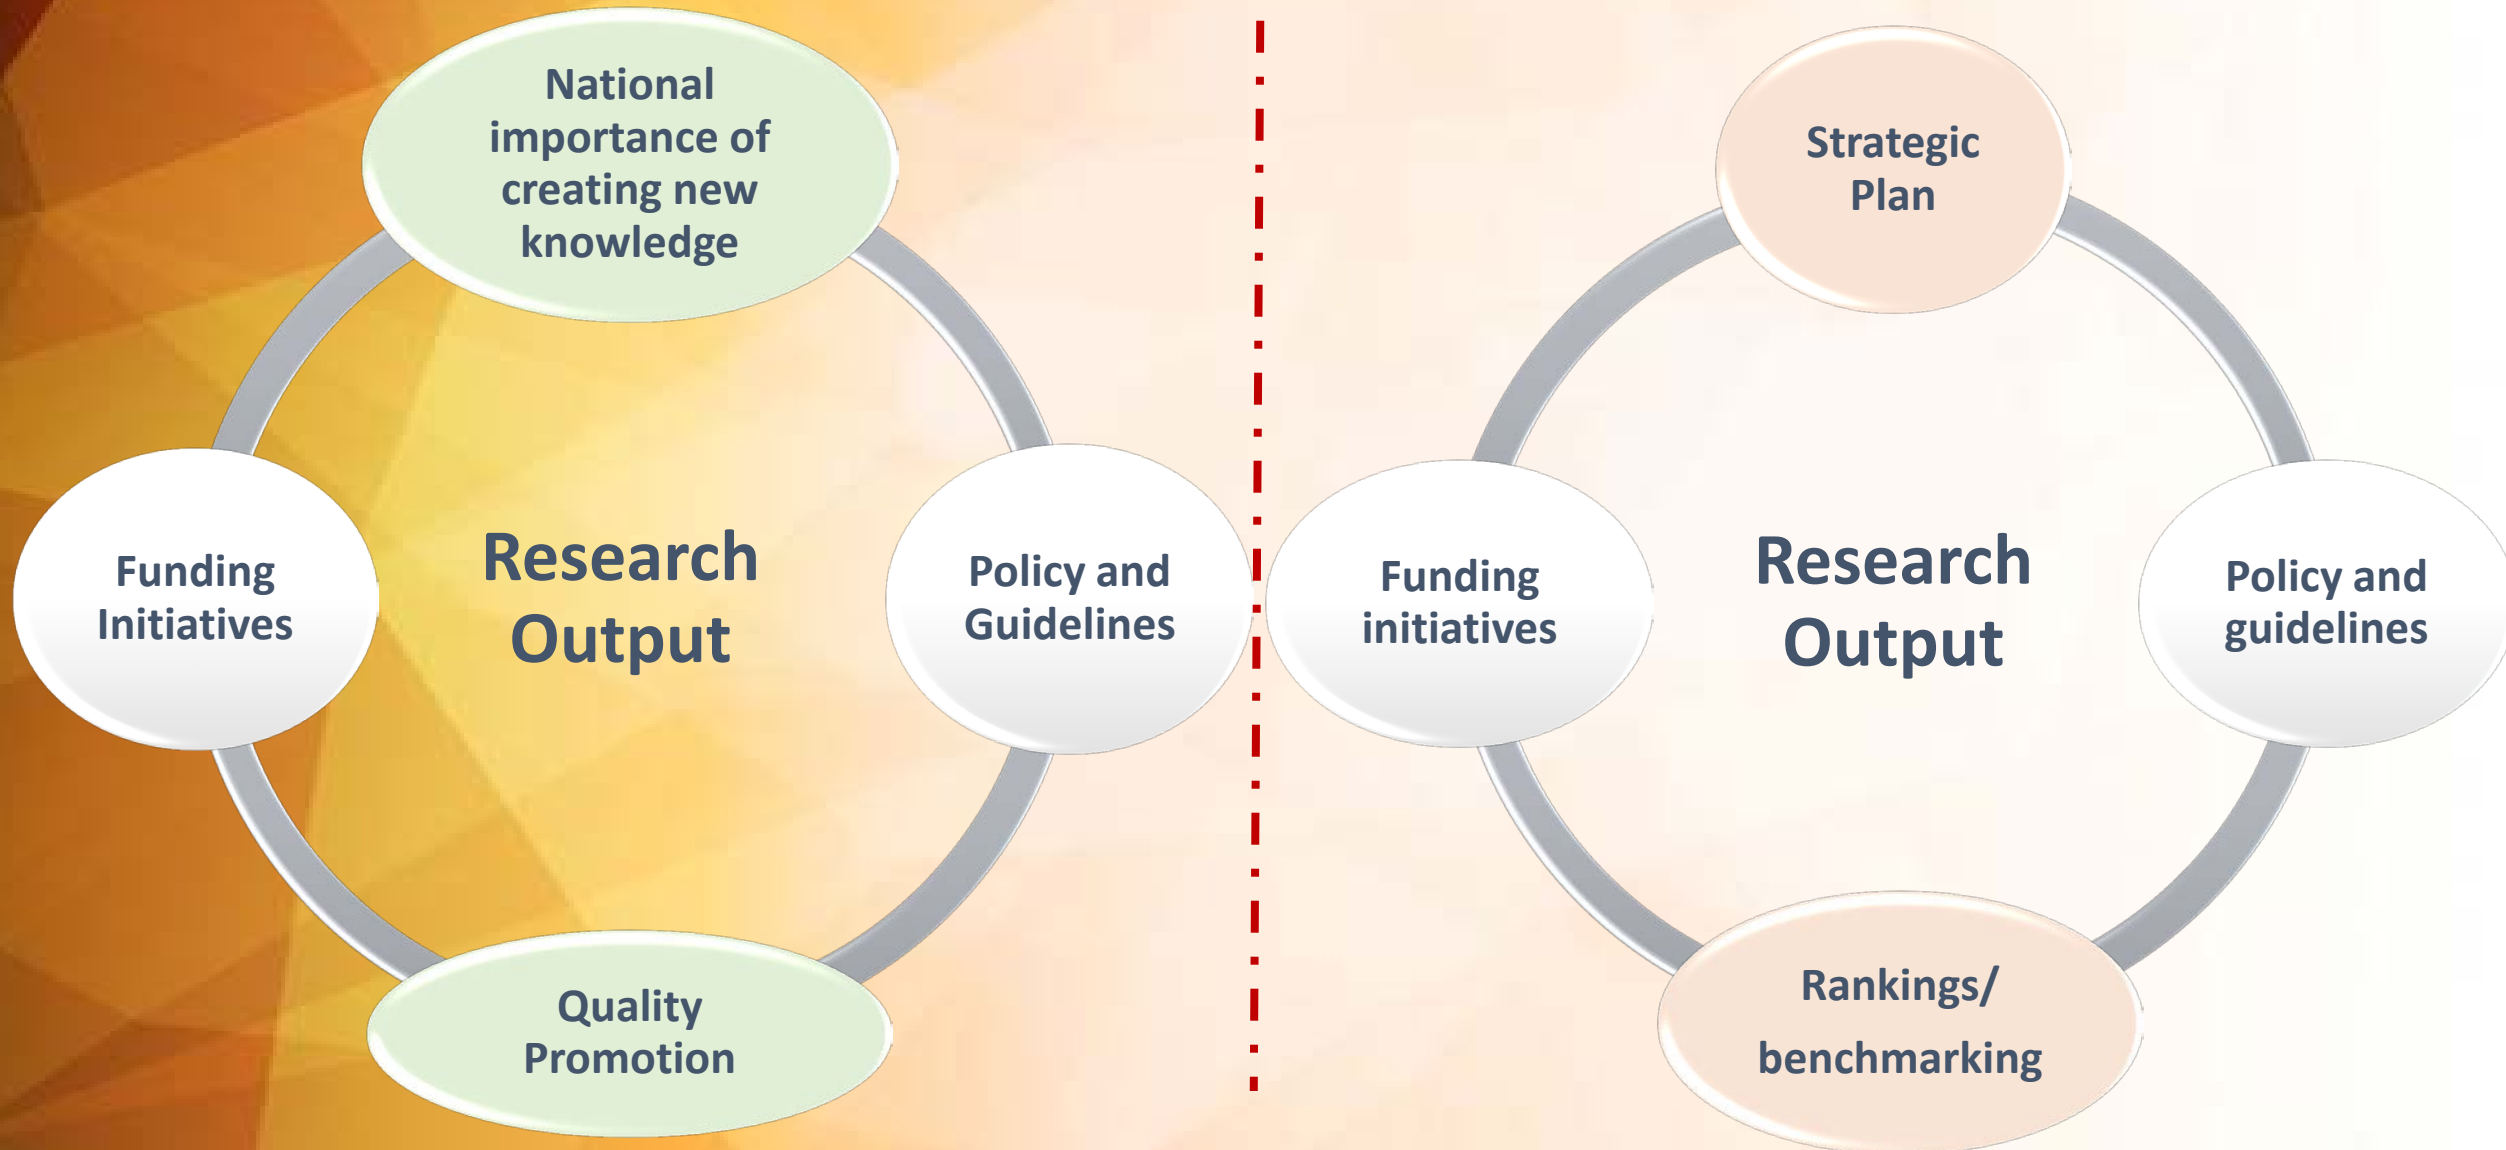 National
importance of
creating new
knowledge
Funding
Initiatives
Research
Output
Policy and
Guidelines
Quality
Promotion
Strategic
Plan
Funding
initiatives
Research
Output
Policy and
guidelines
Rankings/
benchmarking